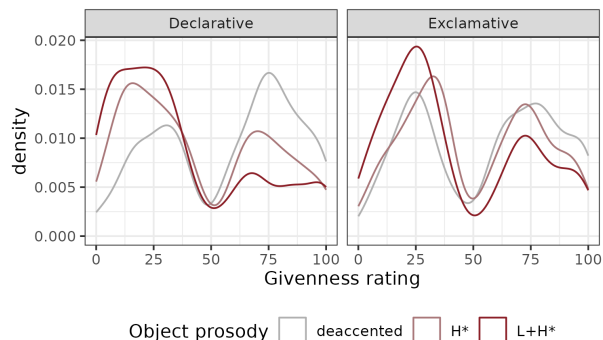 Declarative Exclamative
0.020
0.015
0.010
0.005
0.000
density
0 25 50 75 100 0 25 50 75 100
Givenness rating
Object prosody deaccented H* L+H*